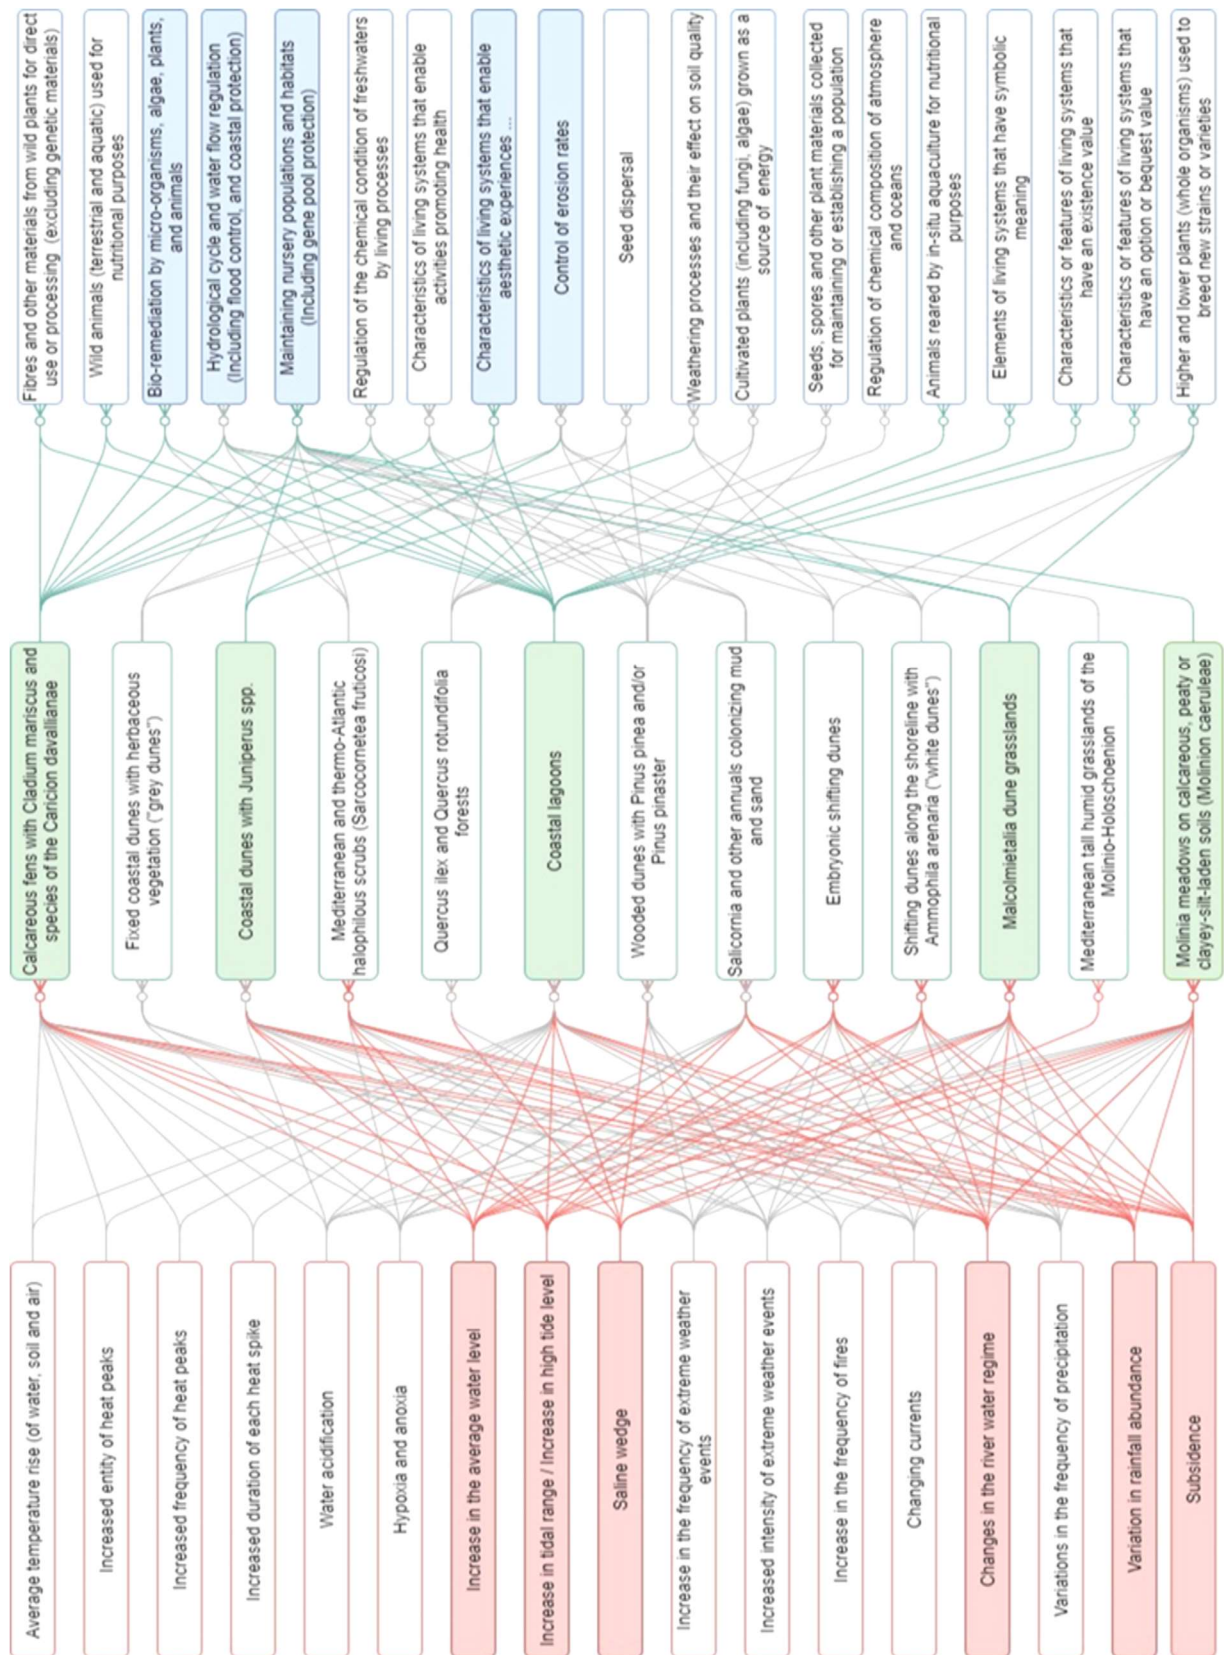 Fibres and other materials from wild plants for direct
use or processing (excluding genetic materials)
Wild animals (terrestrial and aquatic) used for
nutritional purposes
Bio-remediation by micro-organisms, algae, plants,
and animals
Hydrological cycle and water flow regulation
(Including flood control, and coastal protection)
Maintaining nursery populations and habitats
(Including gene pool protection)
Regulation of the chemical condition of freshwaters
by living processes
Characteristics of living systems that enable
activities promoting health
Characteristics of living systems that enable
aesthetic experiences ...
Control of erosion rates
Seed dispersal
Weathering processes and their effect on soil quality
Cultivated plants (including fungi, algae) grown as a
source of energy
Seeds, spores and other plant materials collected
for maintaining or establishing a population
Regulation of chemical composition of atmosphere
and oceans
Animals reared by in-situ aquaculture for nutritional
purposes
Elements of living systems that have symbolic
meaning
Characteristics or features of living systems that
have an existence value
Characteristics or features of living systems that
have an option or bequest value
Higher and lower plants (whole organisms) used to
breed new strains or varieties
Calcareous fens with Cladium mariscus and
species of the Caricion davallianae
Fixed coastal dunes with herbaceous
vegetation ("grey dunes")
Coastal dunes with Juniperus spp.
Mediterranean and thermo-Atlantic
halophilous scrubs (Sarcocornetea fruticosi)
Quercus ilex and Quercus rotundifolia
forests
Coastal lagoons
Wooded dunes with Pinus pinea and/or
Pinus pinaster
Salicornia and other annuals colonizing mud
and sand
Embryonic shifting dunes
Shifting dunes along the shoreline with
Ammophila arenaria ("white dunes")
Malcolmietalia dune grasslands
Mediterranean tall humid grasslands of the
Molinio-Holoschoenion
Molinia meadows on calcareous, peaty or
clayey-silt-laden soils (Molinion caeruleae)
Average temperature rise (of water, soil and air)
Increased entity of heat peaks
Increased frequency of heat peaks
Increased duration of each heat spike
Water acidification
Hypoxia and anoxia
Increase in the average water level
Increase in tidal range / Increase in high tide level
Saline wedge
Increase in the frequency of extreme weather
events
Increased intensity of extreme weather events
Increase in the frequency of fires
Changing currents
Changes in the river water regime
Variations in the frequency of precipitation
Variation in rainfall abundance
Subsidence